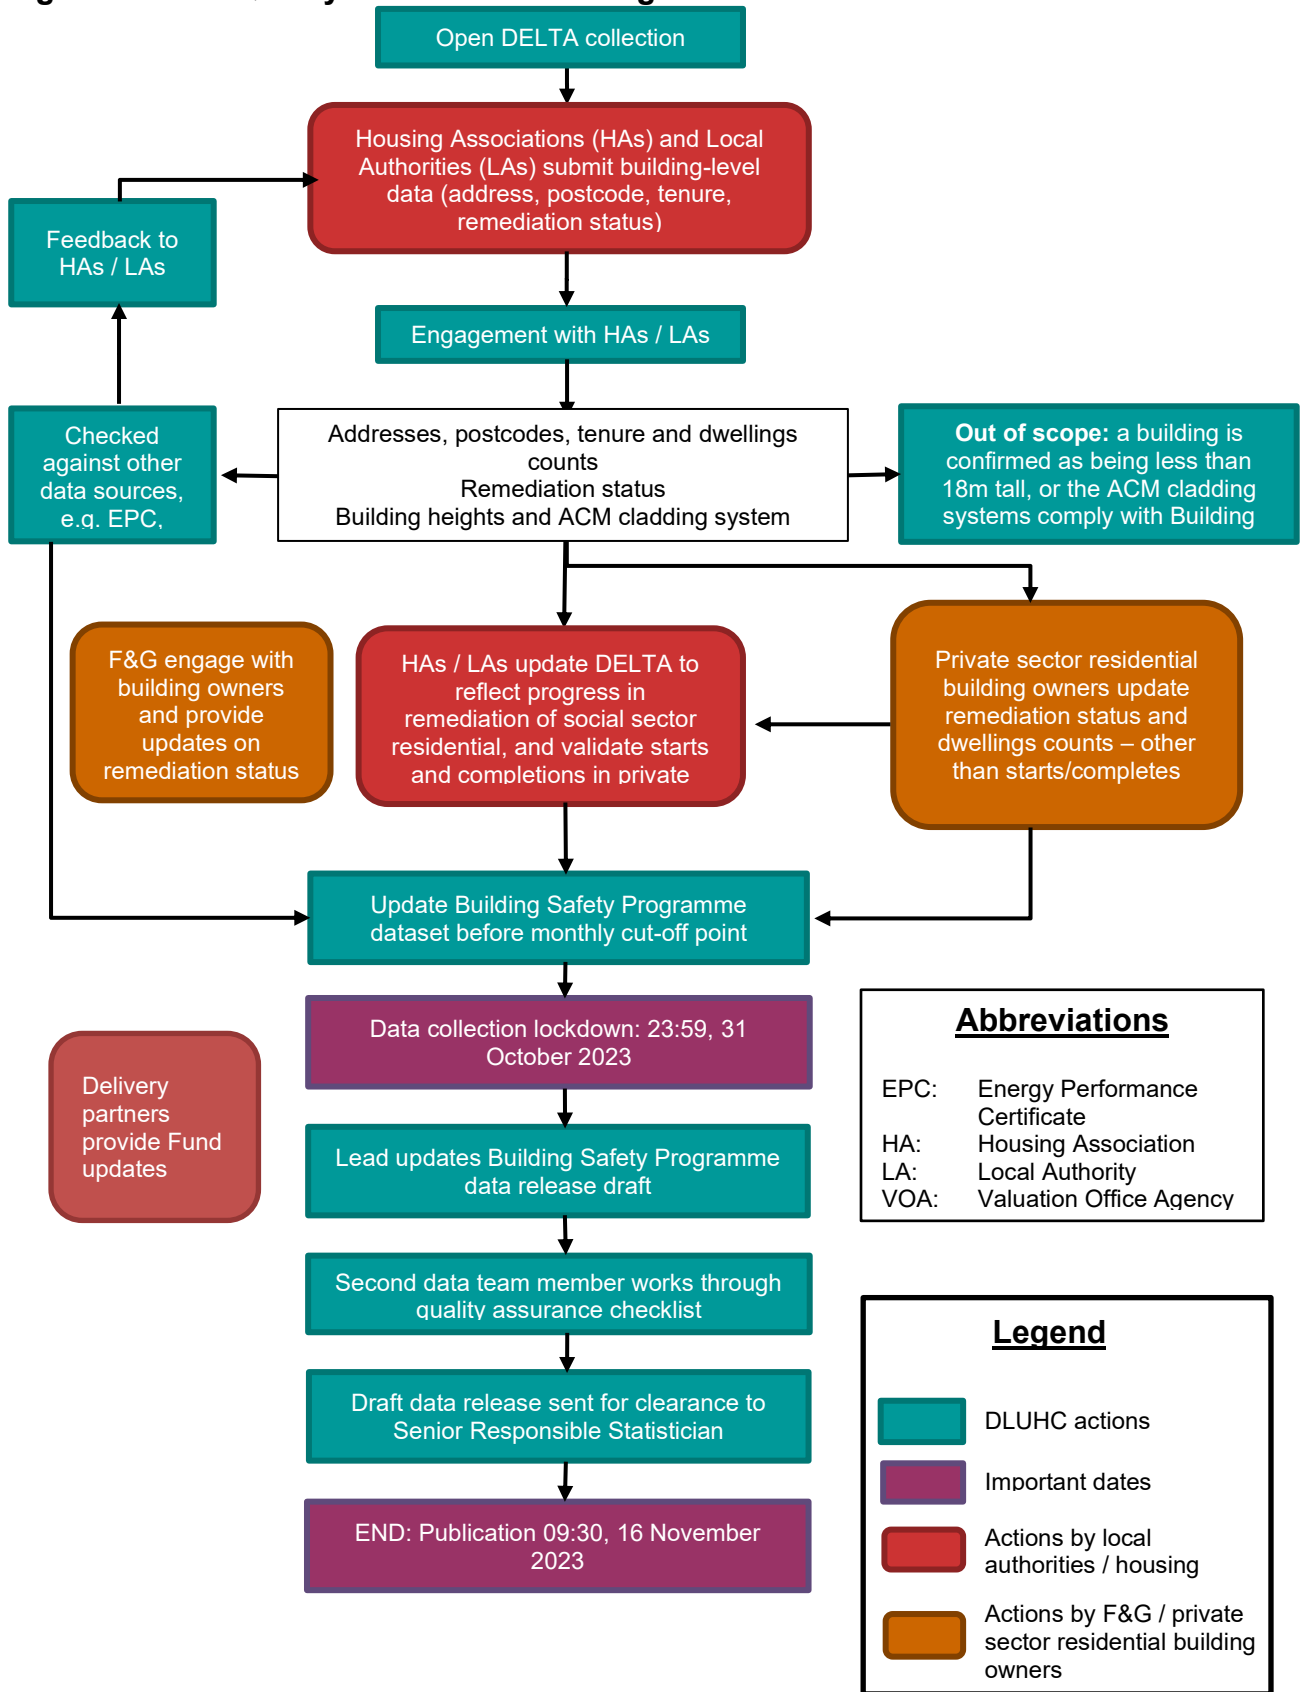 Open DELTA collection
Housing Associations (HAs) and Local
Authorities (LAs) submit building-level
data (address, postcode, tenure,
remediation status)
Feedback to
HAs / LAs
Engagement with HAs / LAs
Checked
against other
data sources,
e.g. EPC,
Addresses, postcodes, tenure and dwellings
counts
Remediation status
Building heights and ACM cladding system
Out of scope: a building is
confirmed as being less than
18m tall, or the ACM cladding
systems comply with Building
F&G engage with
building owners
and provide
updates on
remediation status
HAs / LAs update DELTA to
reflect progress in
remediation of social sector
residential, and validate starts
and completions in private
Private sector residential
building owners update
remediation status and
dwellings counts – other
than starts/completes
Update Building Safety Programme
dataset before monthly cut-off point
Data collection lockdown: 23:59, 31
October 2023
Delivery
partners
provide Fund
updates
Lead updates Building Safety Programme
data release draft
Second data team member works through
quality assurance checklist
Draft data release sent for clearance to
Senior Responsible Statistician
END: Publication 09:30, 16 November
2023
Abbreviations
EPC: Energy Performance
Certificate
HA: Housing Association
LA: Local Authority
VOA: Valuation Office Agency
Legend
DLUHC actions
Important dates
Actions by local
authorities / housing
Actions by F&G / private
sector residential building
owners